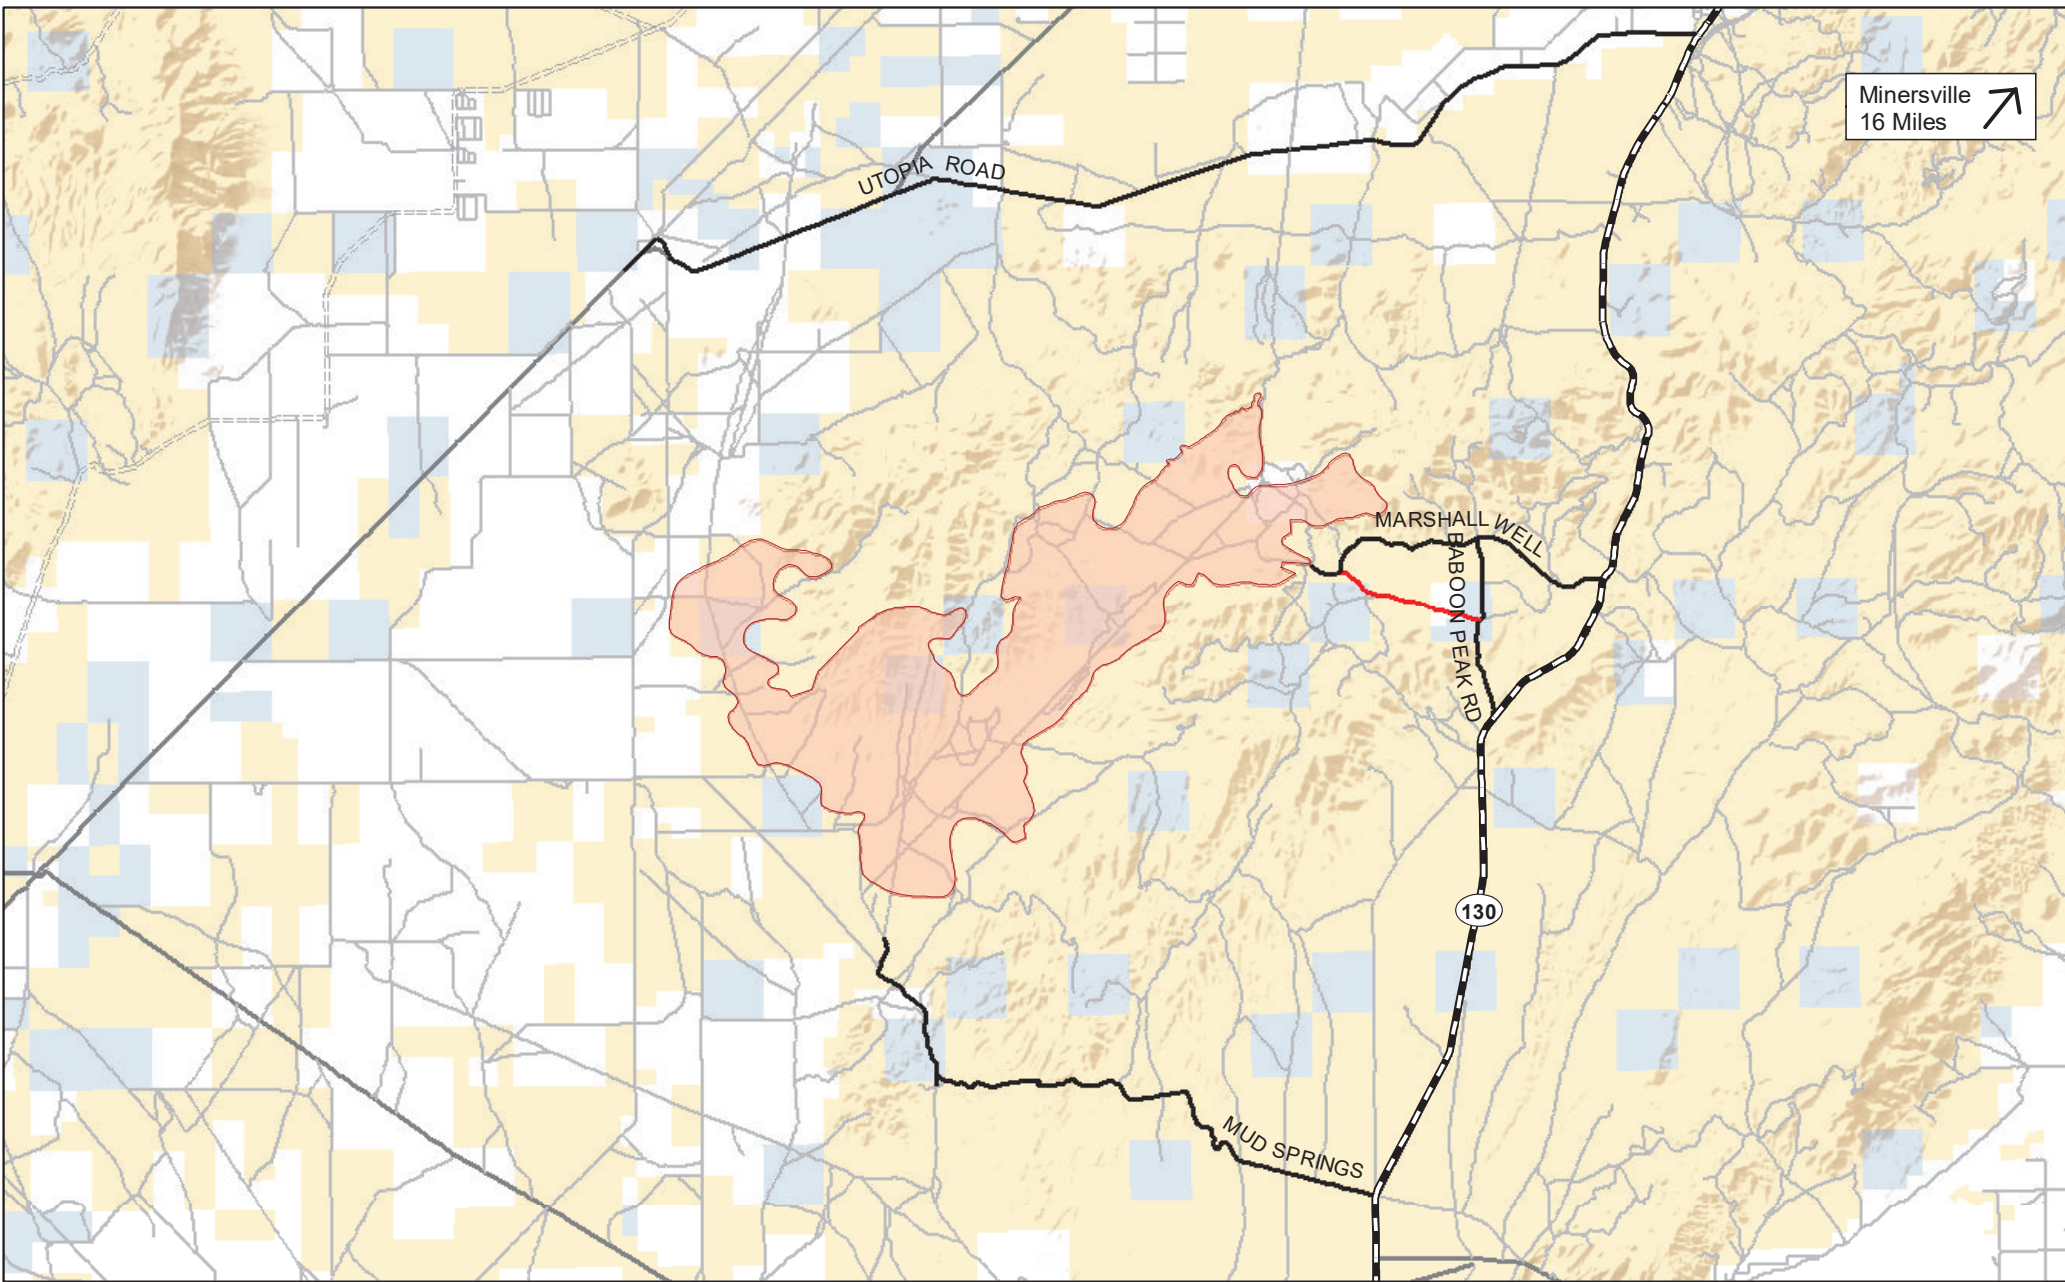 Minersville
16 Miles
UTOPIA ROAD
MARSHALL WELL
BABOON PEAK RD
130
MUD SPRINGS